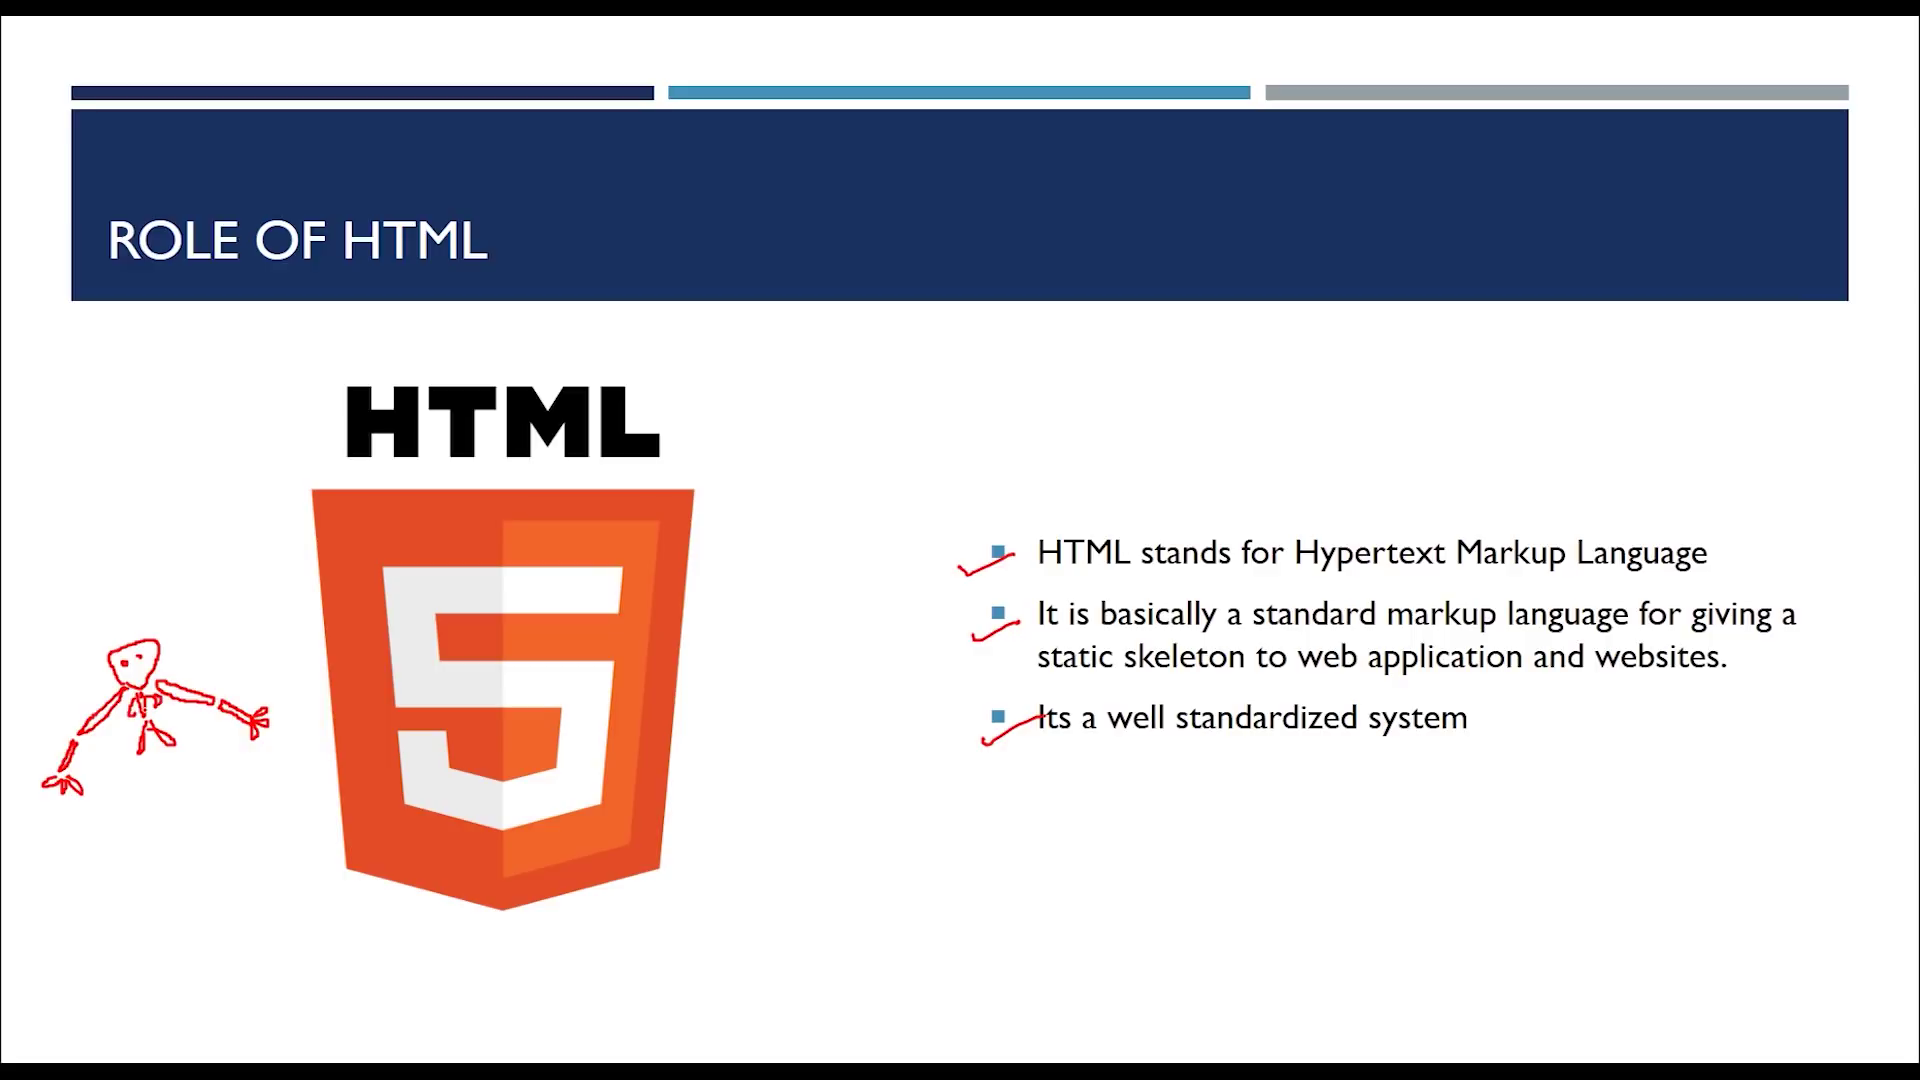 ROLE OF HTML
HTML
5
HTML stands for Hypertext Markup Language
It is basically a standard markup language for giving a
static skeleton to web application and websites.
Its a well standardized system